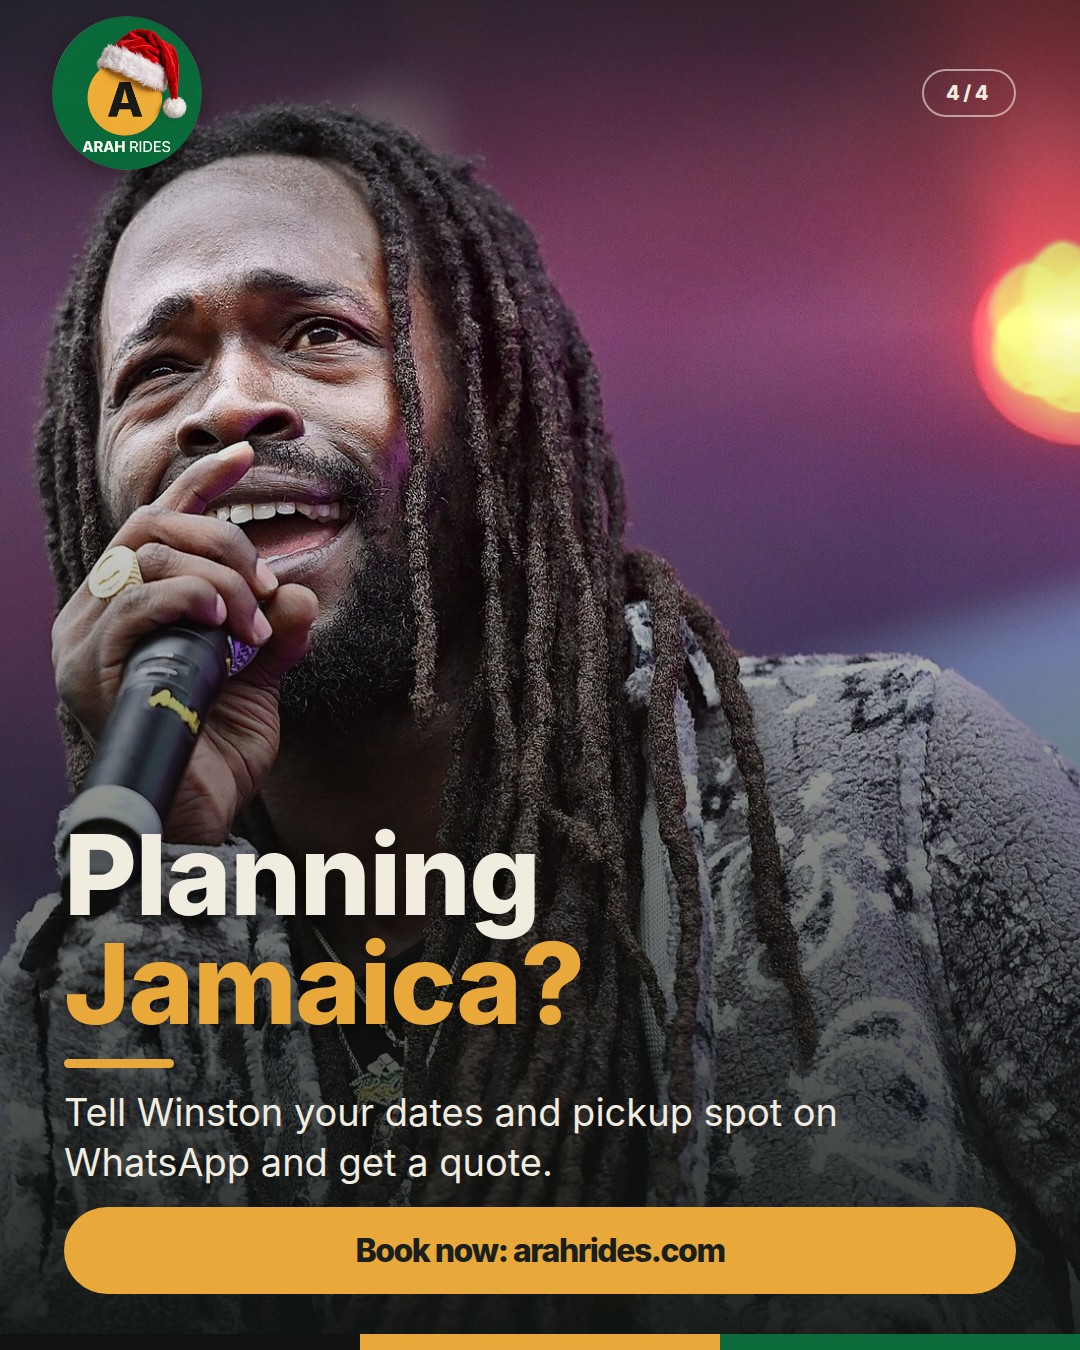 A
ARAH RIDES
4/4
Planning
Jamaica?
Tell Winston your dates and pickup spot on
WhatsApp and get a quote.
Book now: arahrides.com